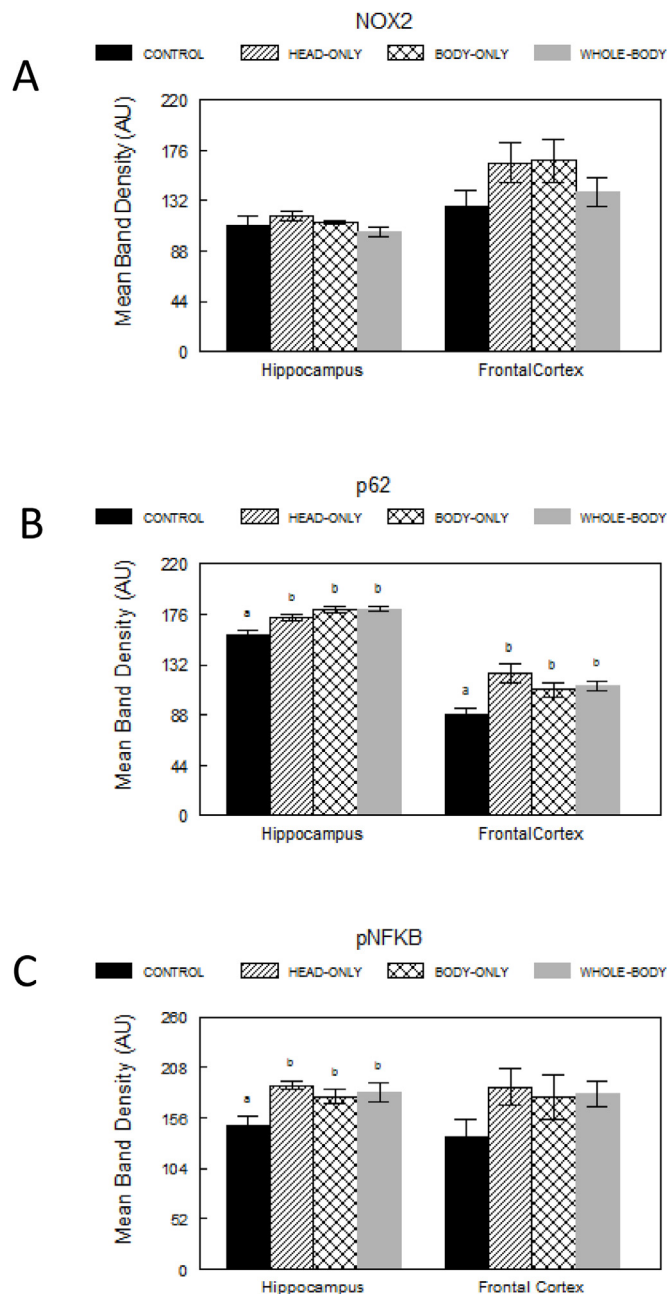 NOX2
CONTROL HEAD-ONLY BODY-ONLY WHOLE-BODY
A
Mean Band Density (AU)
220
176
132
88
44
0
Hippocampus FrontalCortex
p62
CONTROL HEAD-ONLY BODY-ONLY WHOLE-BODY
B
Mean Band Density (AU)
220
176
132
88
44
0
a b b b
a b b b
Hippocampus FrontalCortex
pNFKB
C
CONTROL HEAD-ONLY BODY-ONLY WHOLE-BODY
Mean Band Density (AU)
260
208
156
104
52
0
a b b b
Hippocampus Frontal Cortex